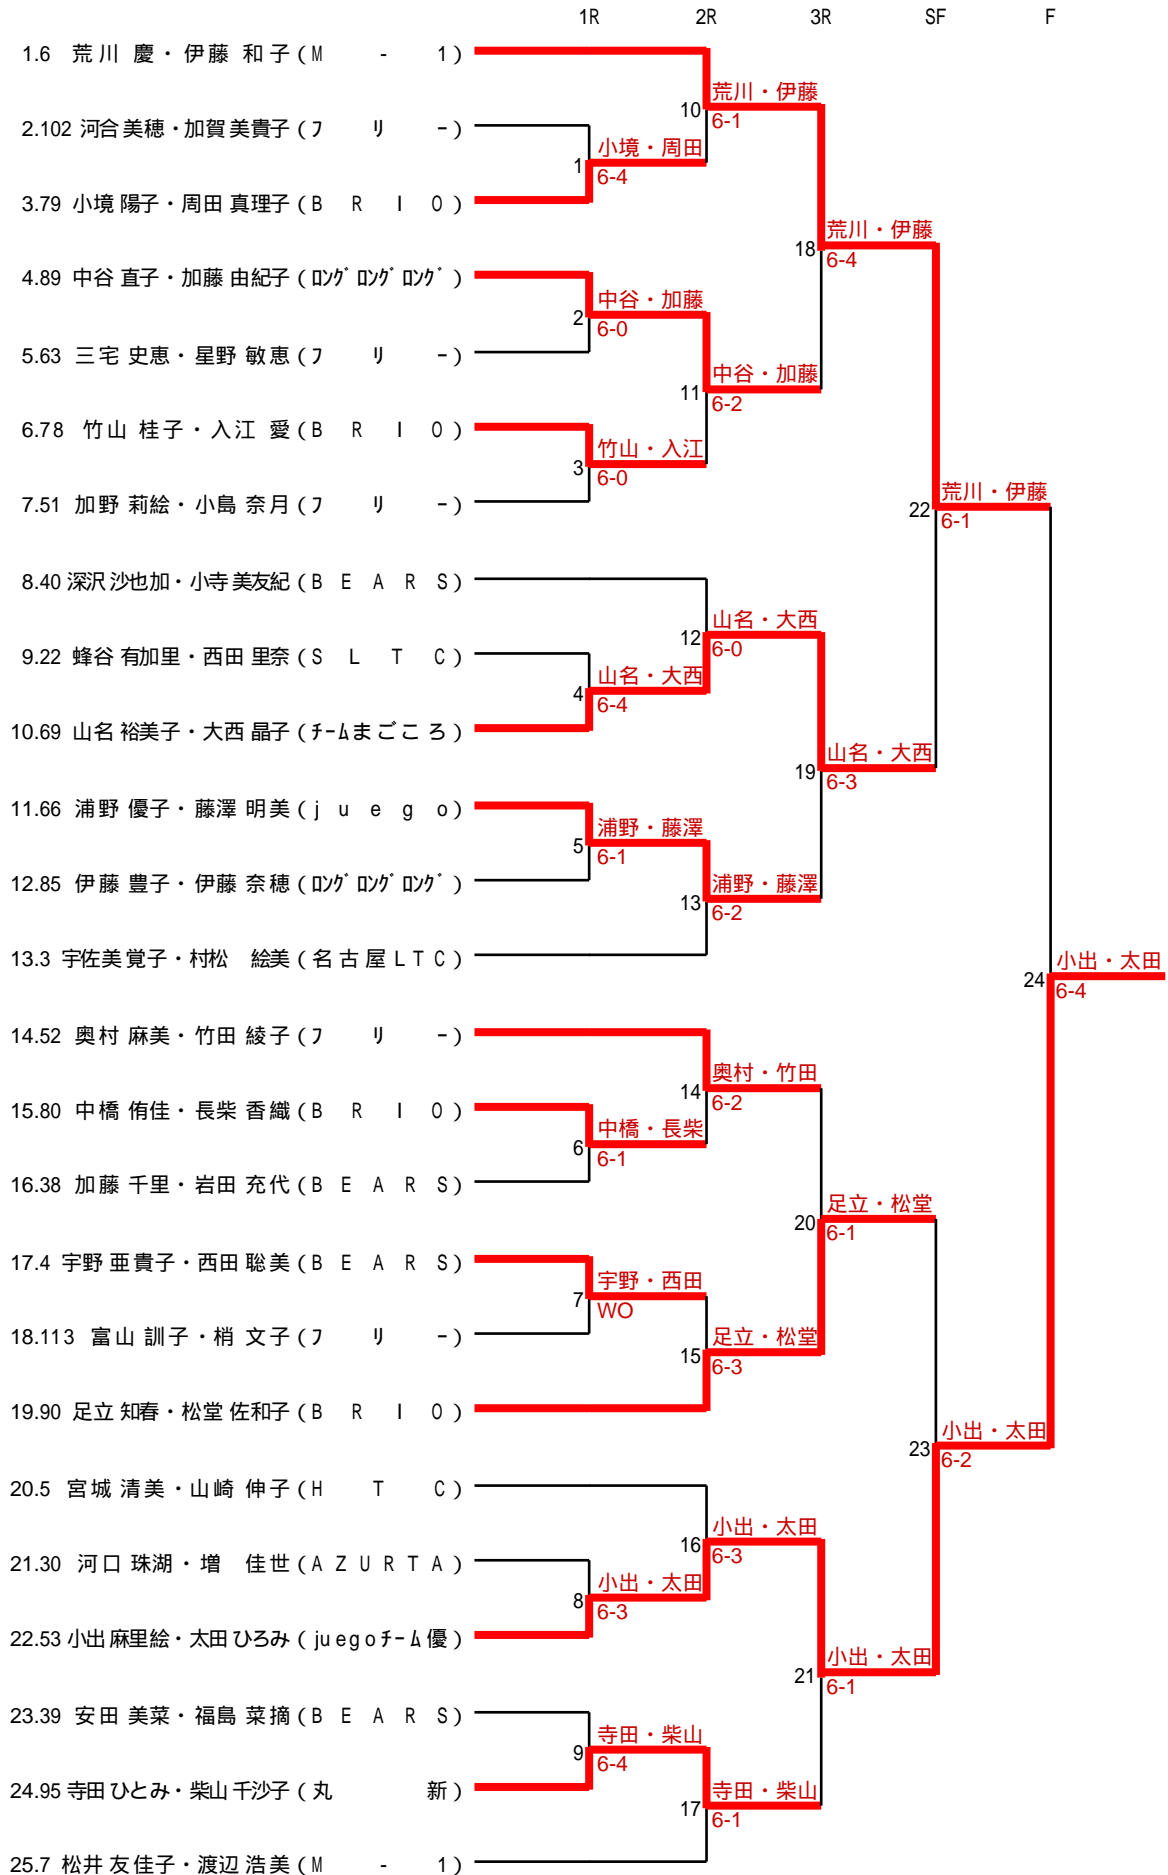 1R 2R 3R SF F
1.6 荒川 慶・伊藤 和子 (M - 1)
荒川・伊藤
10
6-1
2.102 河合 美穂・加賀 美貴子 (フ リ -)
小境・周田
1
6-4
3.79 小境 陽子・周田 真理子 (B R I O)
荒川・伊藤
18
6-4
4.89 中谷 直子・加藤 由紀子 (ロング ロング ロング)
中谷・加藤
2
6-0
5.63 三宅 史恵・星野 敏恵 (フ リ -)
中谷・加藤
11
6-2
6.78 竹山 桂子・入江 愛 (B R I O)
竹山・入江
3
6-0
7.51 加野 莉絵・小島 奈月 (フ リ -)
荒川・伊藤
22
6-1
8.40 深沢 沙也加・小寺 美友紀 (B E A R S)
山名・大西
12
6-0
9.22 蜂谷 有加里・西田 里奈 (S L T C)
山名・大西
4
6-4
10.69 山名 裕美子・大西 晶子 (チームまごころ)
山名・大西
19
6-3
11.66 浦野 優子・藤澤 明美 (j u e g o)
浦野・藤澤
5
6-1
12.85 伊藤 豊子・伊藤 奈穂 (ロング ロング ロング)
浦野・藤澤
13
6-2
13.3 宇佐美 覚子・村松 絵美 (名古屋LTC)
小出・太田
24
6-4
14.52 奥村 麻美・竹田 綾子 (フ リ -)
奥村・竹田
14
6-2
15.80 中橋 侑佳・長柴 香織 (B R I O)
中橋・長柴
6
6-1
16.38 加藤 千里・岩田 充代 (B E A R S)
足立・松堂
20
6-1
17.4 宇野 亜貴子・西田 聡美 (B E A R S)
宇野・西田
7
WO
18.113 富山 訓子・梢 文子 (フ リ -)
足立・松堂
15
6-3
19.90 足立 知春・松堂 佐和子 (B R I O)
小出・太田
23
6-2
20.5 宮城 清美・山崎 伸子 (H T C)
小出・太田
16
6-3
21.30 河口 珠湖・増 佳世 (A Z U R T A)
小出・太田
8
6-3
22.53 小出 麻里絵・太田 ひろみ (juegoチーム優)
小出・太田
21
6-1
23.39 安田 美菜・福島 菜摘 (B E A R S)
寺田・柴山
9
6-4
24.95 寺田 ひとみ・柴山 千沙子 (丸 新)
寺田・柴山
17
6-1
25.7 松井 友佳子・渡辺 浩美 (M - 1)